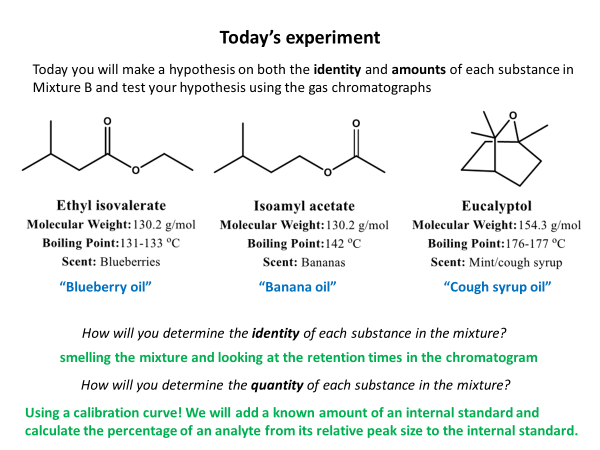 Today's experiment
Today you will make a hypothesis on both the identity and amounts of each substance in
Mixture B and test your hypothesis using the gas chromatographs
O
O
O
O
O
Ethyl isovalerate
Molecular Weight:130.2 g/mol
Boiling Point:131-133 °C
Scent: Blueberries
"Blueberry oil"
Isoamyl acetate
Molecular Weight:130.2 g/mol
Boiling Point:142 °C
Scent: Bananas
"Banana oil"
Eucalyptol
Molecular Weight:154.3 g/mol
Boiling Point:176-177 °C
Scent: Mint/cough syrup
"Cough syrup oil"
How will you determine the identity of each substance in the mixture?
smelling the mixture and looking at the retention times in the chromatogram
How will you determine the quantity of each substance in the mixture?
Using a calibration curve! We will add a known amount of an internal standard and
calculate the percentage of an analyte from its relative peak size to the internal standard.